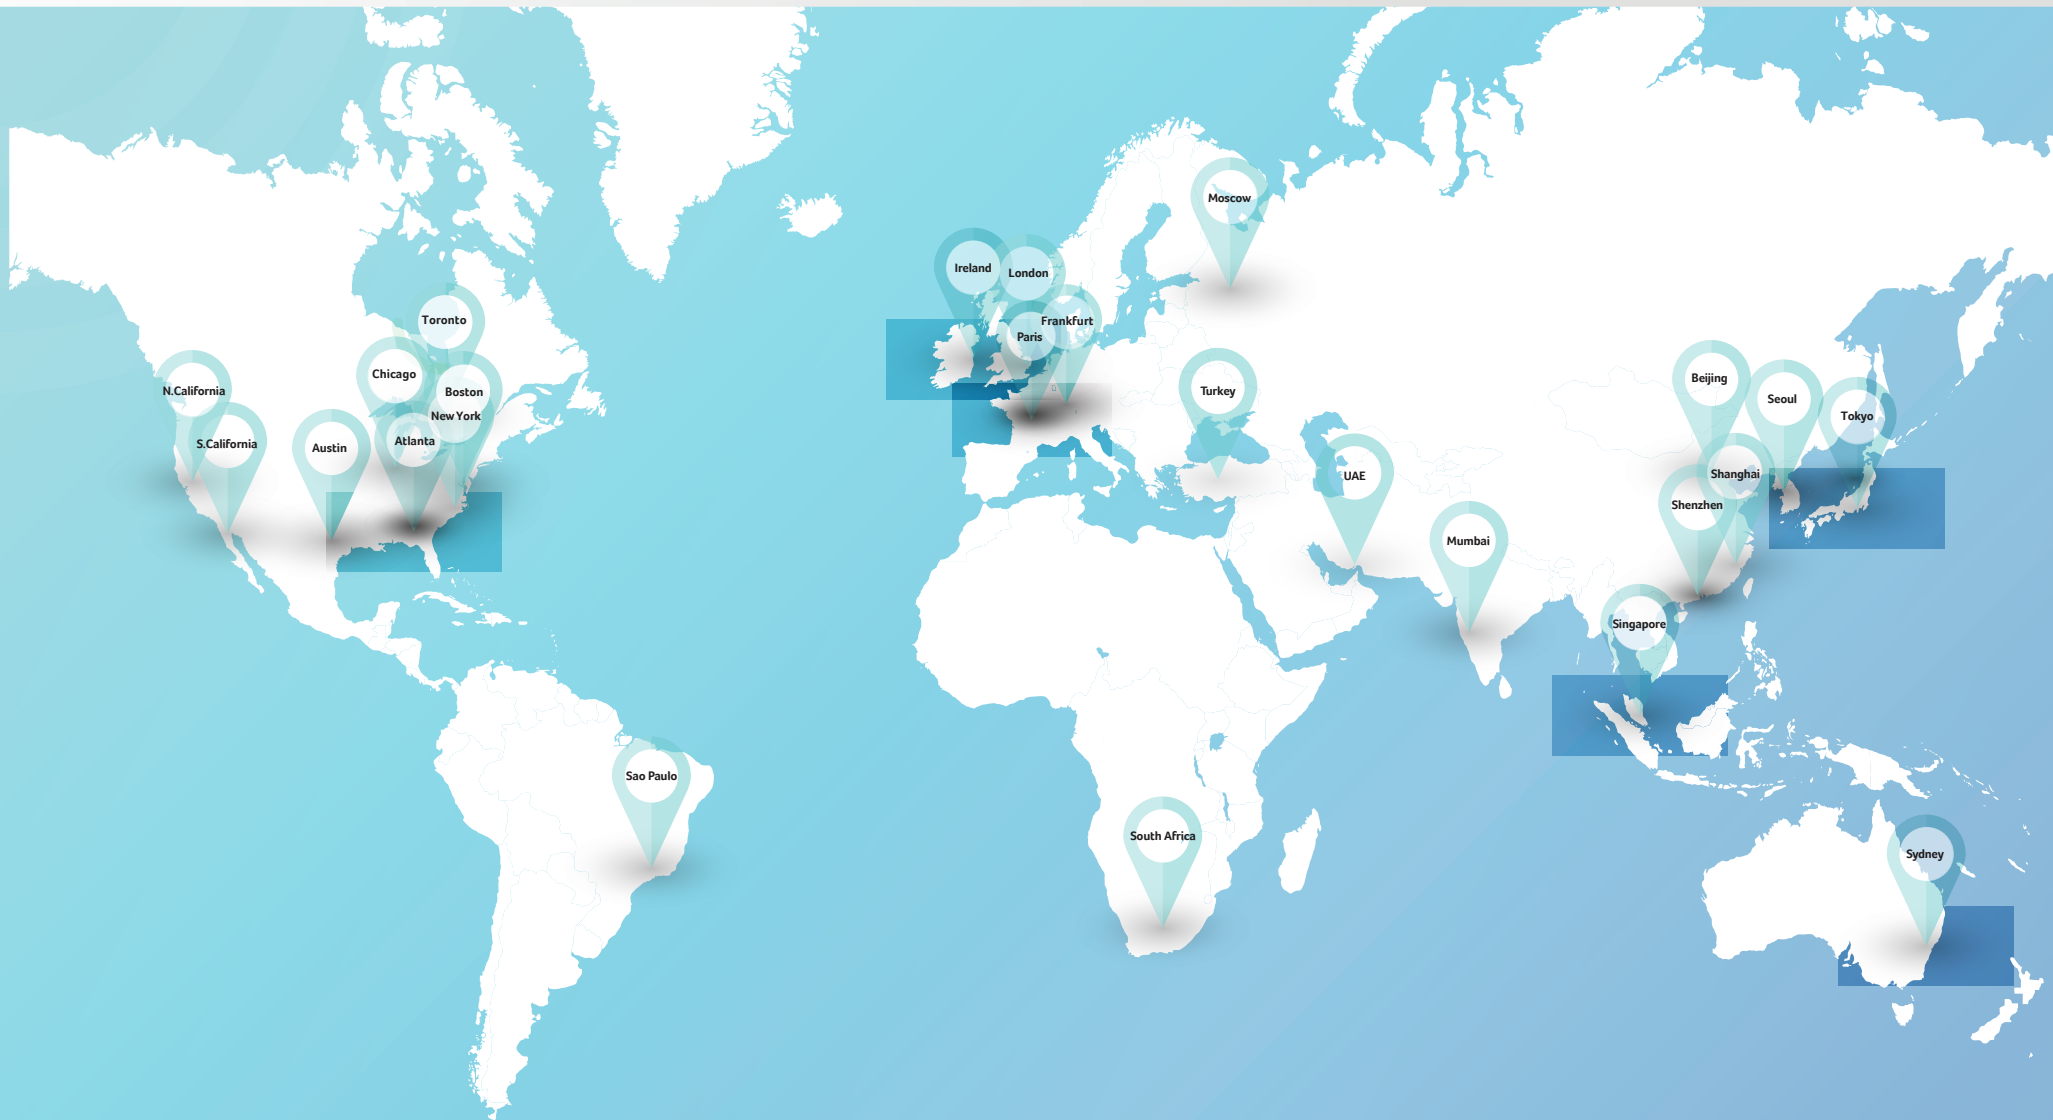 Moscow
Ireland
London
Toronto
Frankfurt
Paris
Chicago
Beijing
N.California
Boston
Turkey
Seoul
New York
Tokyo
S.California
Austin
Atlanta
UAE
Shanghai
Shenzhen
Mumbai
Singapore
Sao Paulo
South Africa
Sydney